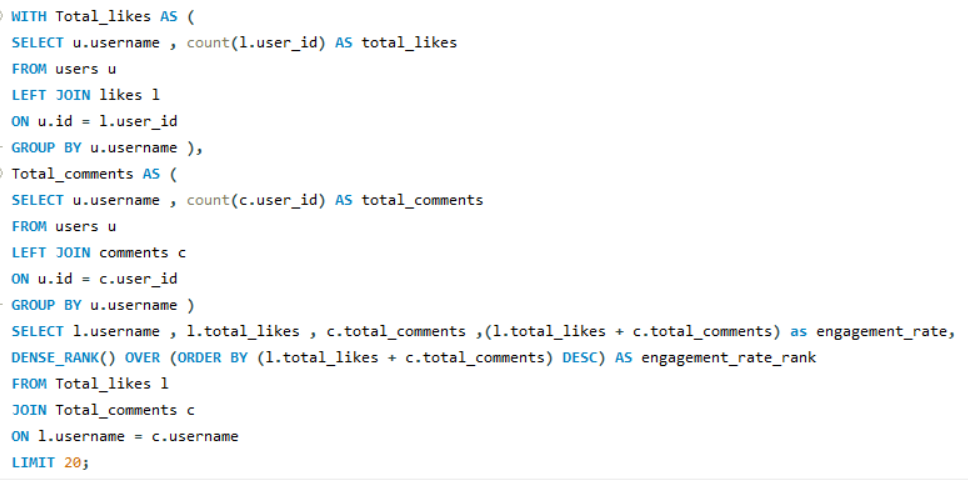 WITH Total_likes AS (
SELECT u.username , count(l.user_id) AS total_likes
FROM users u
LEFT JOIN likes l
ON u.id = l.user_id
GROUP BY u.username ),
Total_comments AS (
SELECT u.username , count(c.user_id) AS total_comments
FROM users u
LEFT JOIN comments c
ON u.id = c.user_id
GROUP BY u.username )
SELECT l.username , l.total_likes , c.total_comments ,(l.total_likes + c.total_comments) as engagement_rate,
DENSE_RANK() OVER (ORDER BY (l.total_likes + c.total_comments) DESC) AS engagement_rate_rank
FROM Total_likes l
JOIN Total_comments c
ON l.username = c.username
LIMIT 20;